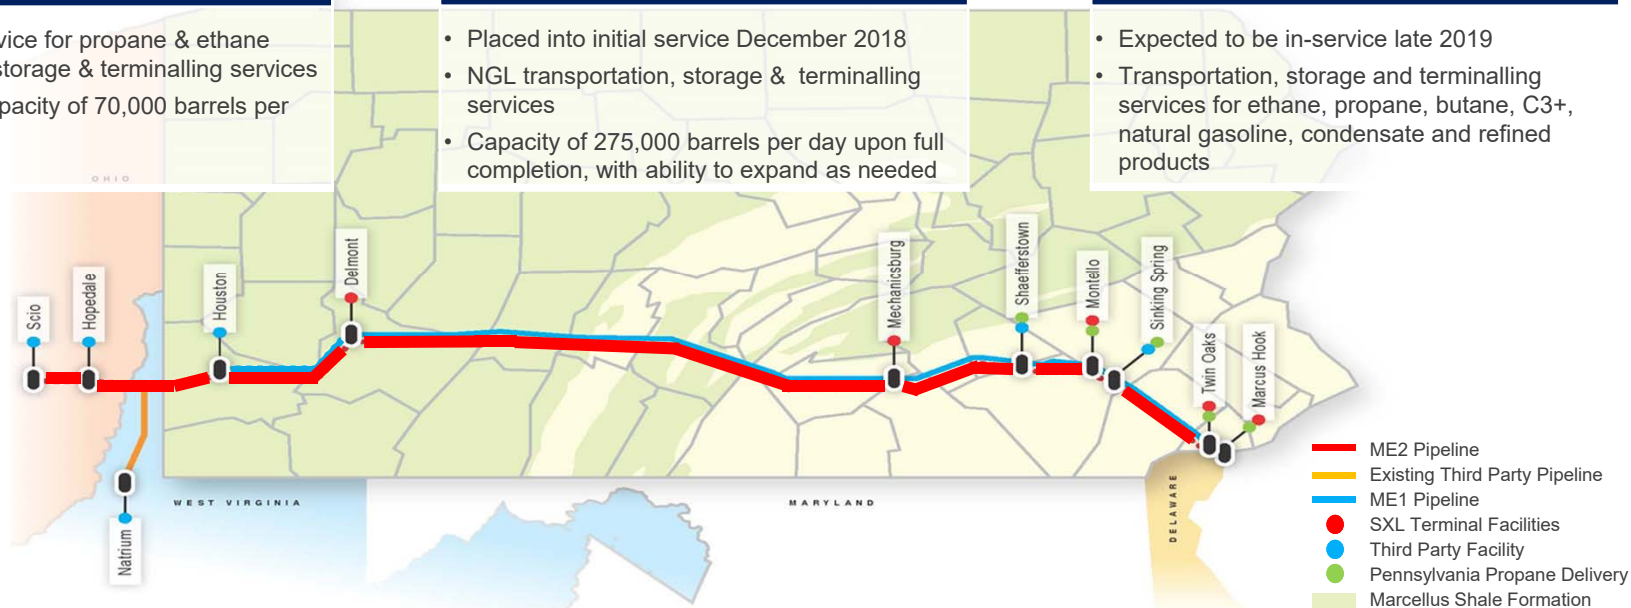 vice for propane & ethane
storage & terminalling services
pacity of 70,000 barrels per
• Placed into initial service December 2018
• NGL transportation, storage & terminalling
services
• Capacity of 275,000 barrels per day upon full
completion, with ability to expand as needed
• Expected to be in-service late 2019
• Transportation, storage and terminalling
services for ethane, propane, butane, C3+,
natural gasoline, condensate and refined
products
OHIO
Scio
Hopedale
Houston
Delmont
Mechanicsburg
Shaefferstown
Montello
Sinking Spring
Twin Oaks
Marcus Hook
Natrium
WEST VIRGINIA
MARYLAND
DELAWARE
ME2 Pipeline
Existing Third Party Pipeline
ME1 Pipeline
SXL Terminal Facilities
Third Party Facility
Pennsylvania Propane Delivery
Marcellus Shale Formation